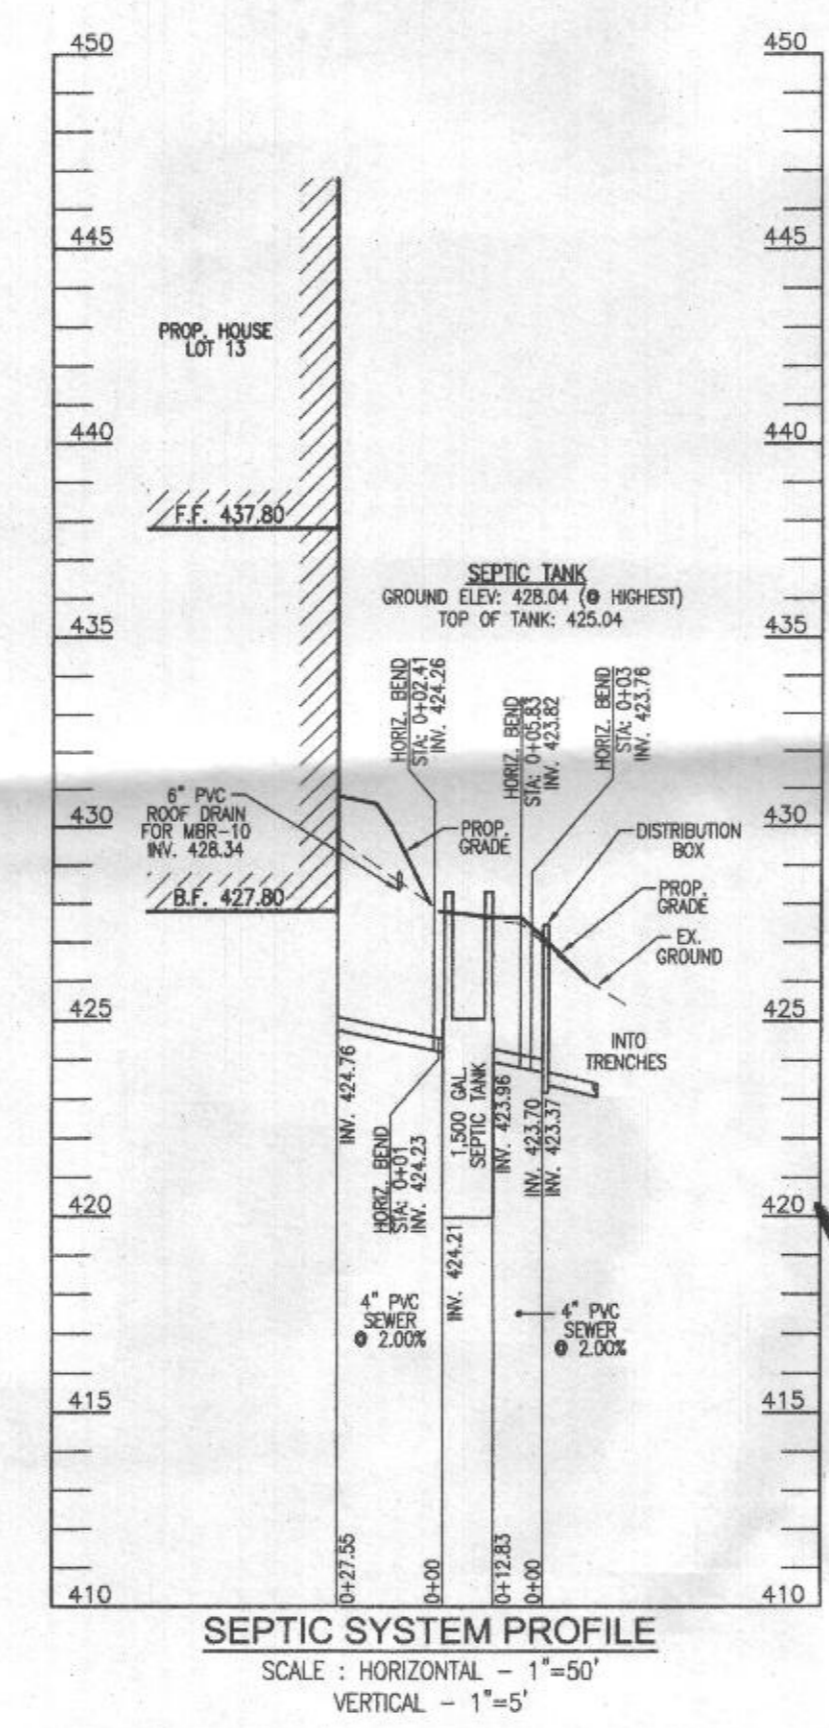 450
450
445
445
PROP. HOUSE
LOT 13
440
440
F.F. 437.80
SEPTIC TANK
GROUND ELEV: 428.04 (@ HIGHEST)
TOP OF TANK: 425.04
435
435
HORIZ. BEND
STA: 0+02.41
INV. 424.26
HORIZ. BEND
STA: 0+05.83
INV. 423.82
HORIZ. BEND
STA: 0+03
INV. 423.76
430
430
6" PVC
ROOF DRAIN
FOR MBR-10
INV. 428.34
PROP.
GRADE
DISTRIBUTION
BOX
B.F. 427.80
PROP.
GRADE
EX.
GROUND
425
425
INTO
TRENCHES
INV. 424.76
HORIZ. BEND
STA: 0+01
INV. 424.23
1,500 GAL.
SEPTIC TANK
INV. 423.96
INV. 423.70
INV. 423.37
420
420
INV. 424.21
4" PVC
SEWER
@ 2.00%
4" PVC
SEWER
@ 2.00%
415
415
0+27.55
0+00
0+12.83
0+00
410
410
SEPTIC SYSTEM PROFILE
SCALE : HORIZONTAL - 1"=50'
VERTICAL - 1"=5'